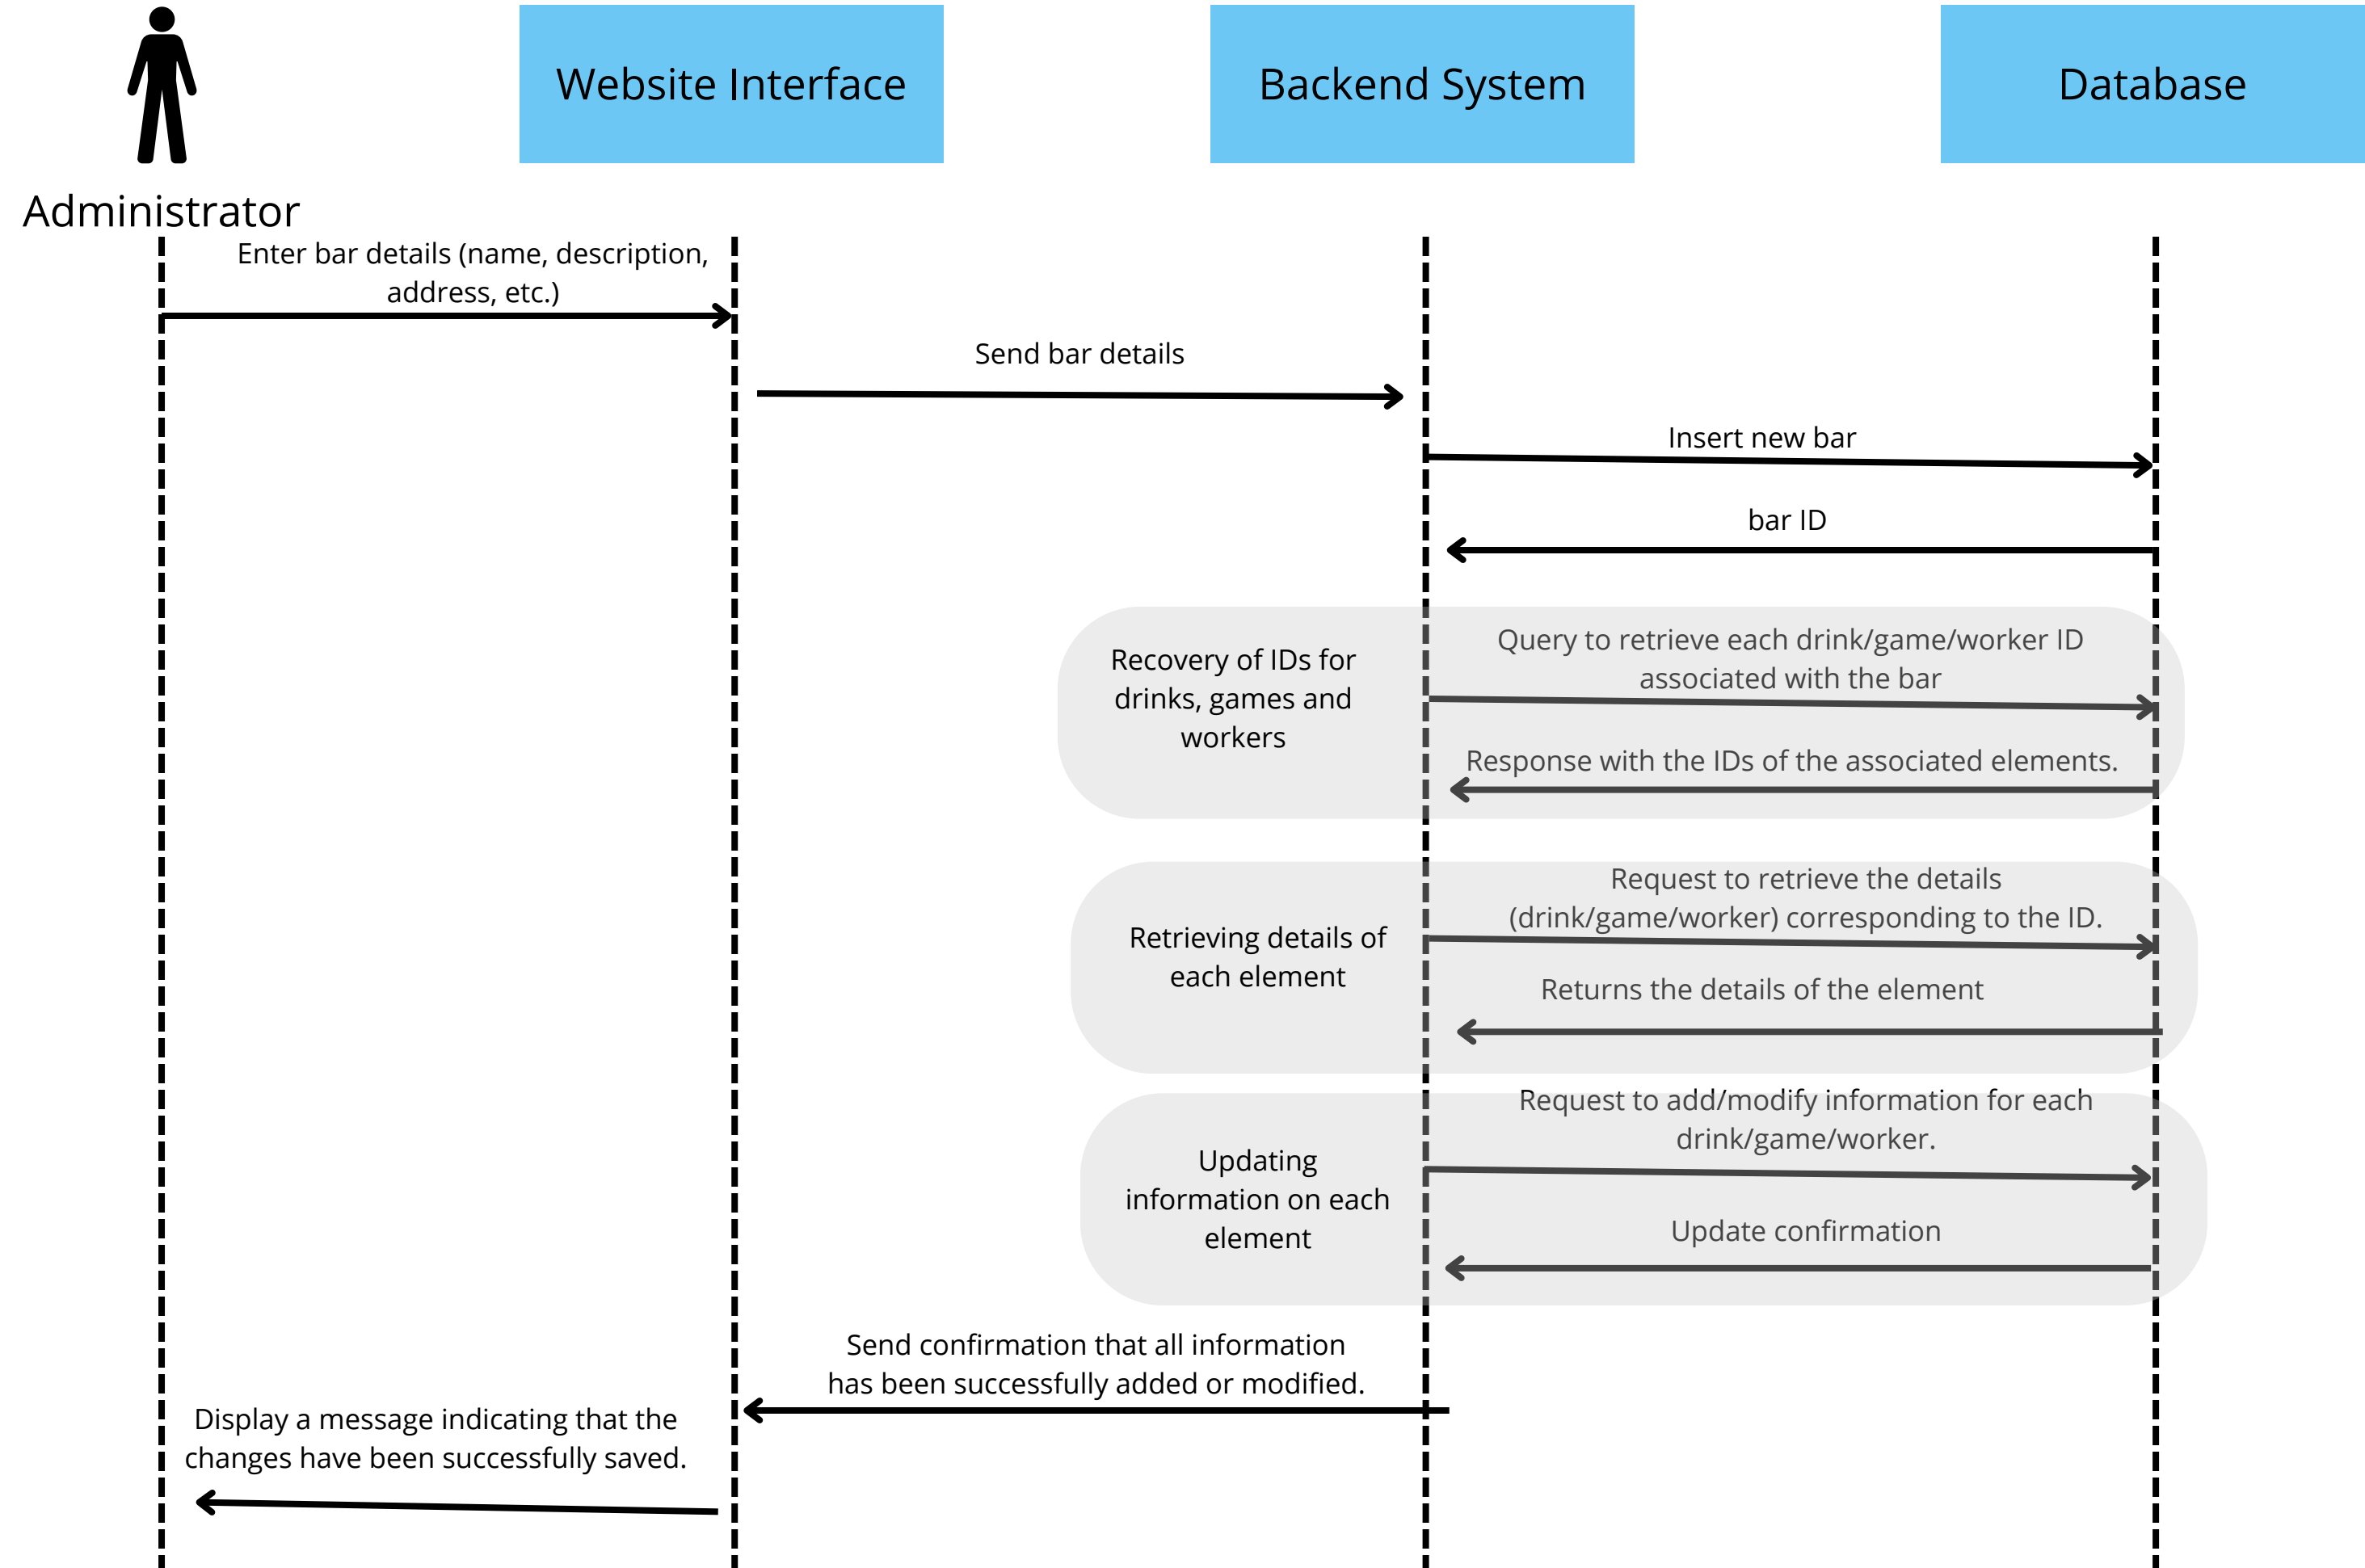 Website Interface
Backend System
Database
Administrator
Enter bar details (name, description,
address, etc.)
Send bar details
Insert new bar
bar ID
Recovery of IDs for
drinks, games and
workers
Query to retrieve each drink/game/worker ID
associated with the bar
Response with the IDs of the associated elements.
Retrieving details of
each element
Request to retrieve the details
(drink/game/worker) corresponding to the ID.
Returns the details of the element
Updating
information on each
element
Request to add/modify information for each
drink/game/worker.
Update confirmation
Send confirmation that all information
has been successfully added or modified.
Display a message indicating that the
changes have been successfully saved.